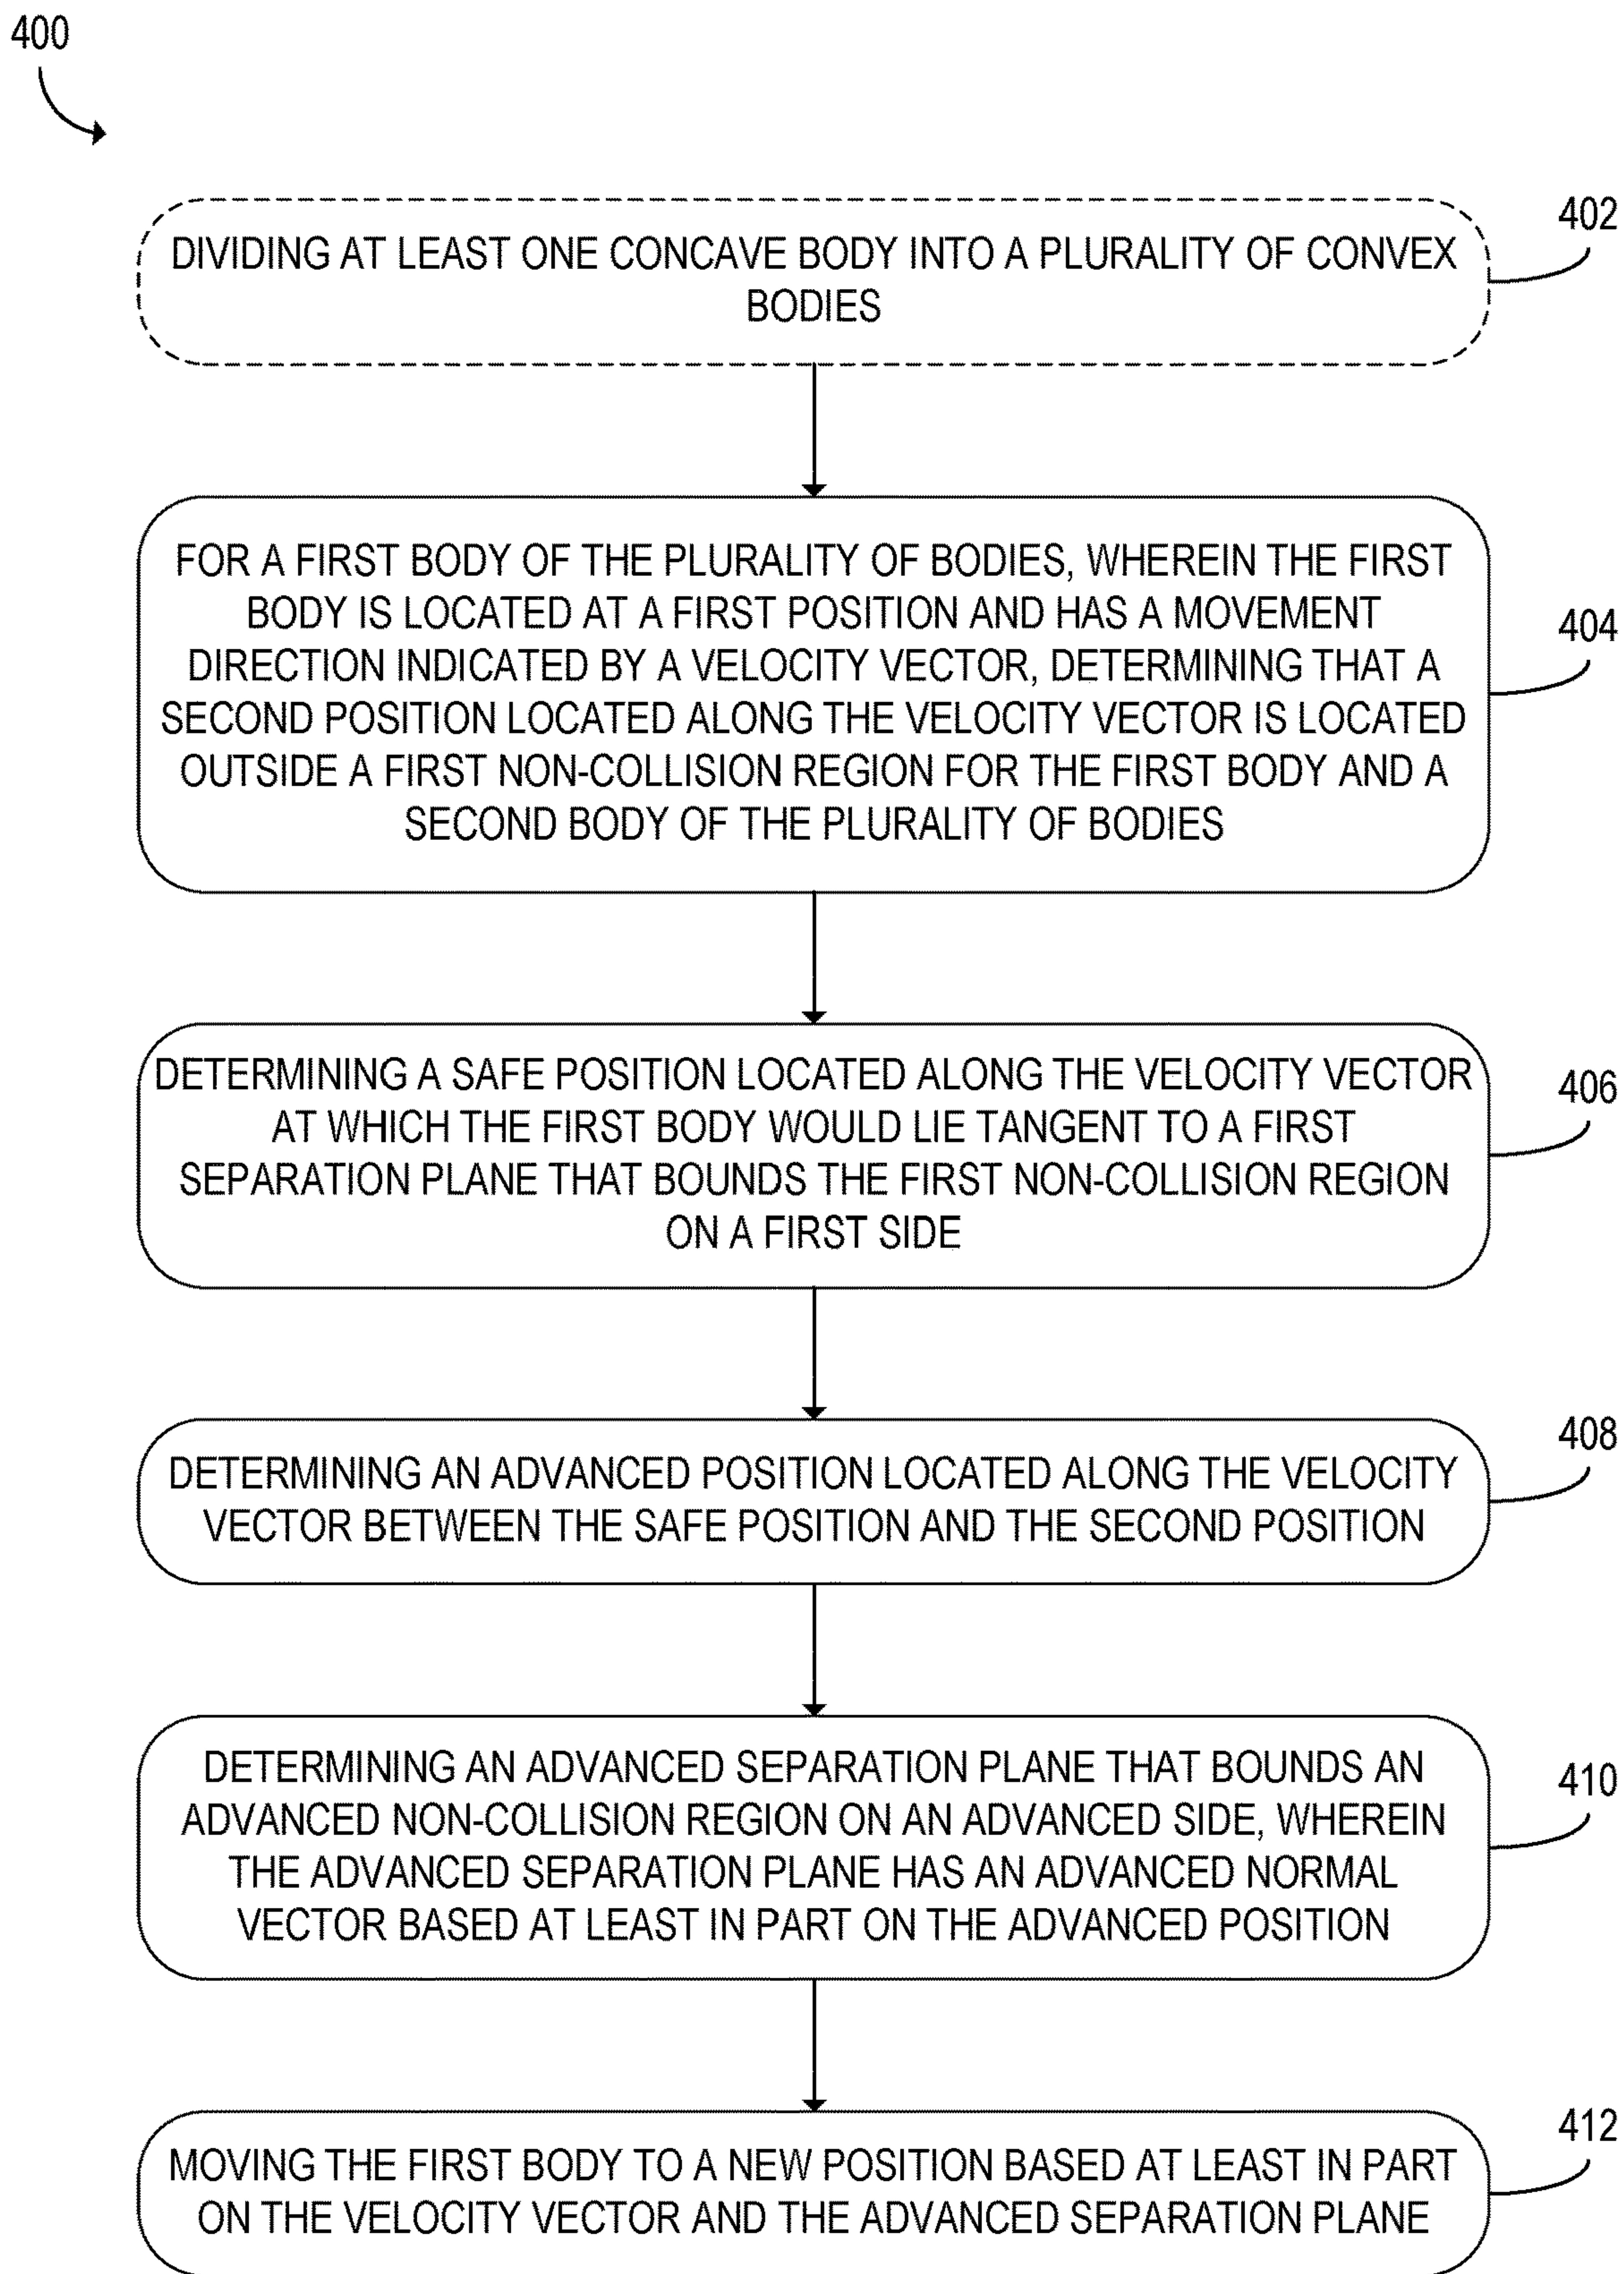 400
DIVIDING AT LEAST ONE CONCAVE BODY INTO A PLURALITY OF CONVEX
BODIES
402
FOR A FIRST BODY OF THE PLURALITY OF BODIES, WHEREIN THE FIRST
BODY IS LOCATED AT A FIRST POSITION AND HAS A MOVEMENT
DIRECTION INDICATED BY A VELOCITY VECTOR, DETERMINING THAT A
SECOND POSITION LOCATED ALONG THE VELOCITY VECTOR IS LOCATED
OUTSIDE A FIRST NON-COLLISION REGION FOR THE FIRST BODY AND A
SECOND BODY OF THE PLURALITY OF BODIES
404
DETERMINING A SAFE POSITION LOCATED ALONG THE VELOCITY VECTOR
AT WHICH THE FIRST BODY WOULD LIE TANGENT TO A FIRST
SEPARATION PLANE THAT BOUNDS THE FIRST NON-COLLISION REGION
ON A FIRST SIDE
406
DETERMINING AN ADVANCED POSITION LOCATED ALONG THE VELOCITY
VECTOR BETWEEN THE SAFE POSITION AND THE SECOND POSITION
408
DETERMINING AN ADVANCED SEPARATION PLANE THAT BOUNDS AN
ADVANCED NON-COLLISION REGION ON AN ADVANCED SIDE, WHEREIN
THE ADVANCED SEPARATION PLANE HAS AN ADVANCED NORMAL
VECTOR BASED AT LEAST IN PART ON THE ADVANCED POSITION
410
MOVING THE FIRST BODY TO A NEW POSITION BASED AT LEAST IN PART
ON THE VELOCITY VECTOR AND THE ADVANCED SEPARATION PLANE
412